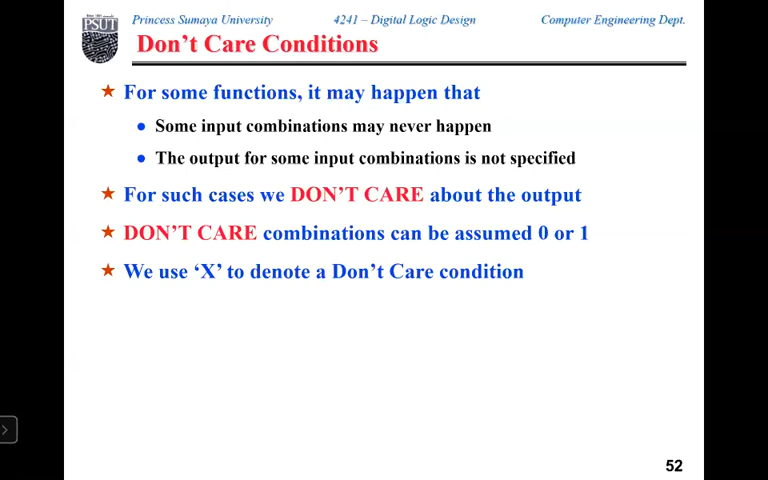 Princess Sumaya University 4241 – Digital Logic Design Computer Engineering Dept.
PSUT
Don't Care Conditions
For some functions, it may happen that
Some input combinations may never happen
The output for some input combinations is not specified
For such cases we DON'T CARE about the output
DON'T CARE combinations can be assumed 0 or 1
We use ‘X’ to denote a Don't Care condition
52